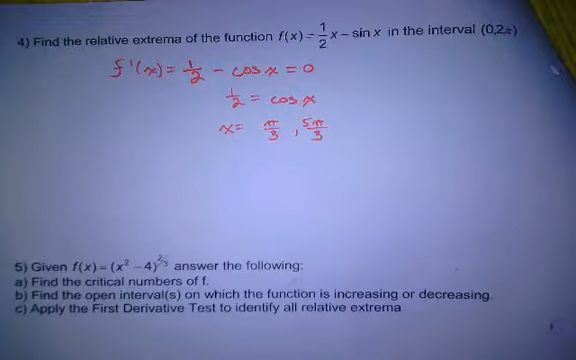 4) Find the relative extrema of the function f(x) = 1/2 x − sin x in the interval (0,2π)
f'(x) = 1/2 − cos x = 0
1/2 = cos x
x = π/3 , 5π/3
5) Given f(x) = (x² − 4)^(2/3) answer the following:
a) Find the critical numbers of f.
b) Find the open interval(s) on which the function is increasing or decreasing.
c) Apply the First Derivative Test to identify all relative extrema